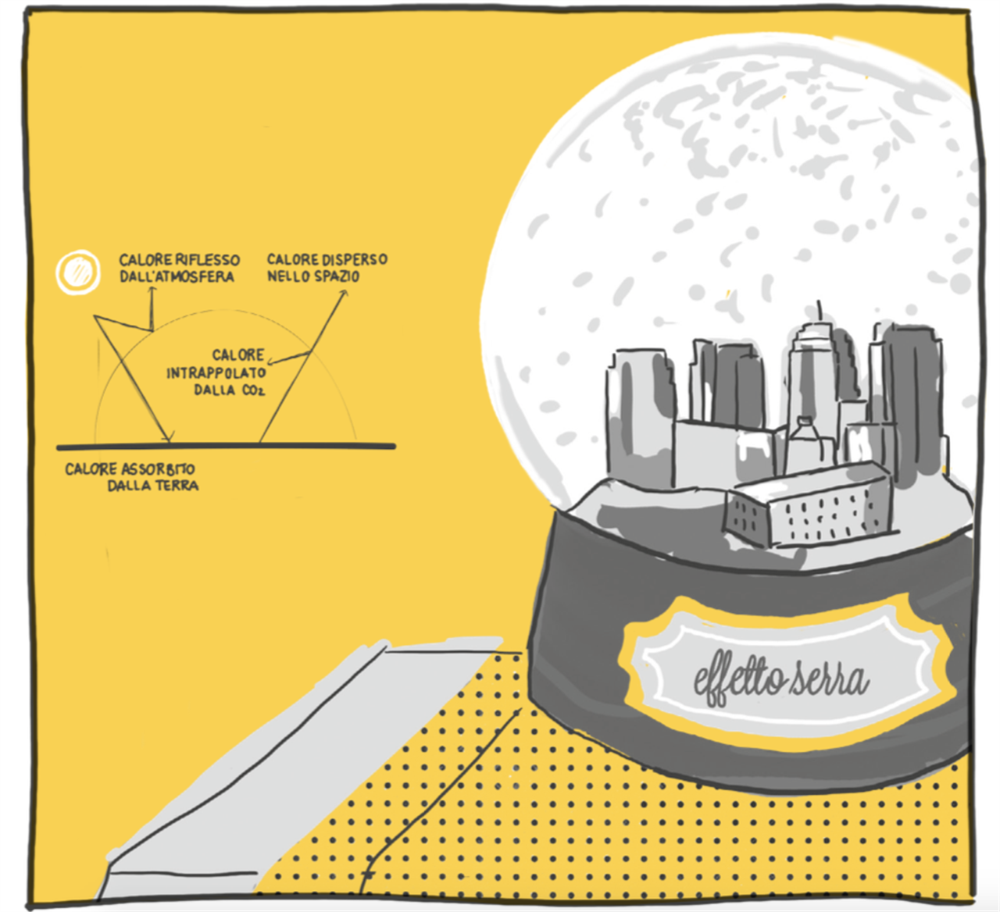 CALORE RIFLESSO
DALL'ATMOSFERA
CALORE DISPERSO
NELLO SPAZIO
CALORE
INTRAPPOLATO
DALLA CO2
CALORE ASSORBITO
DALLA TERRA
effetto serra